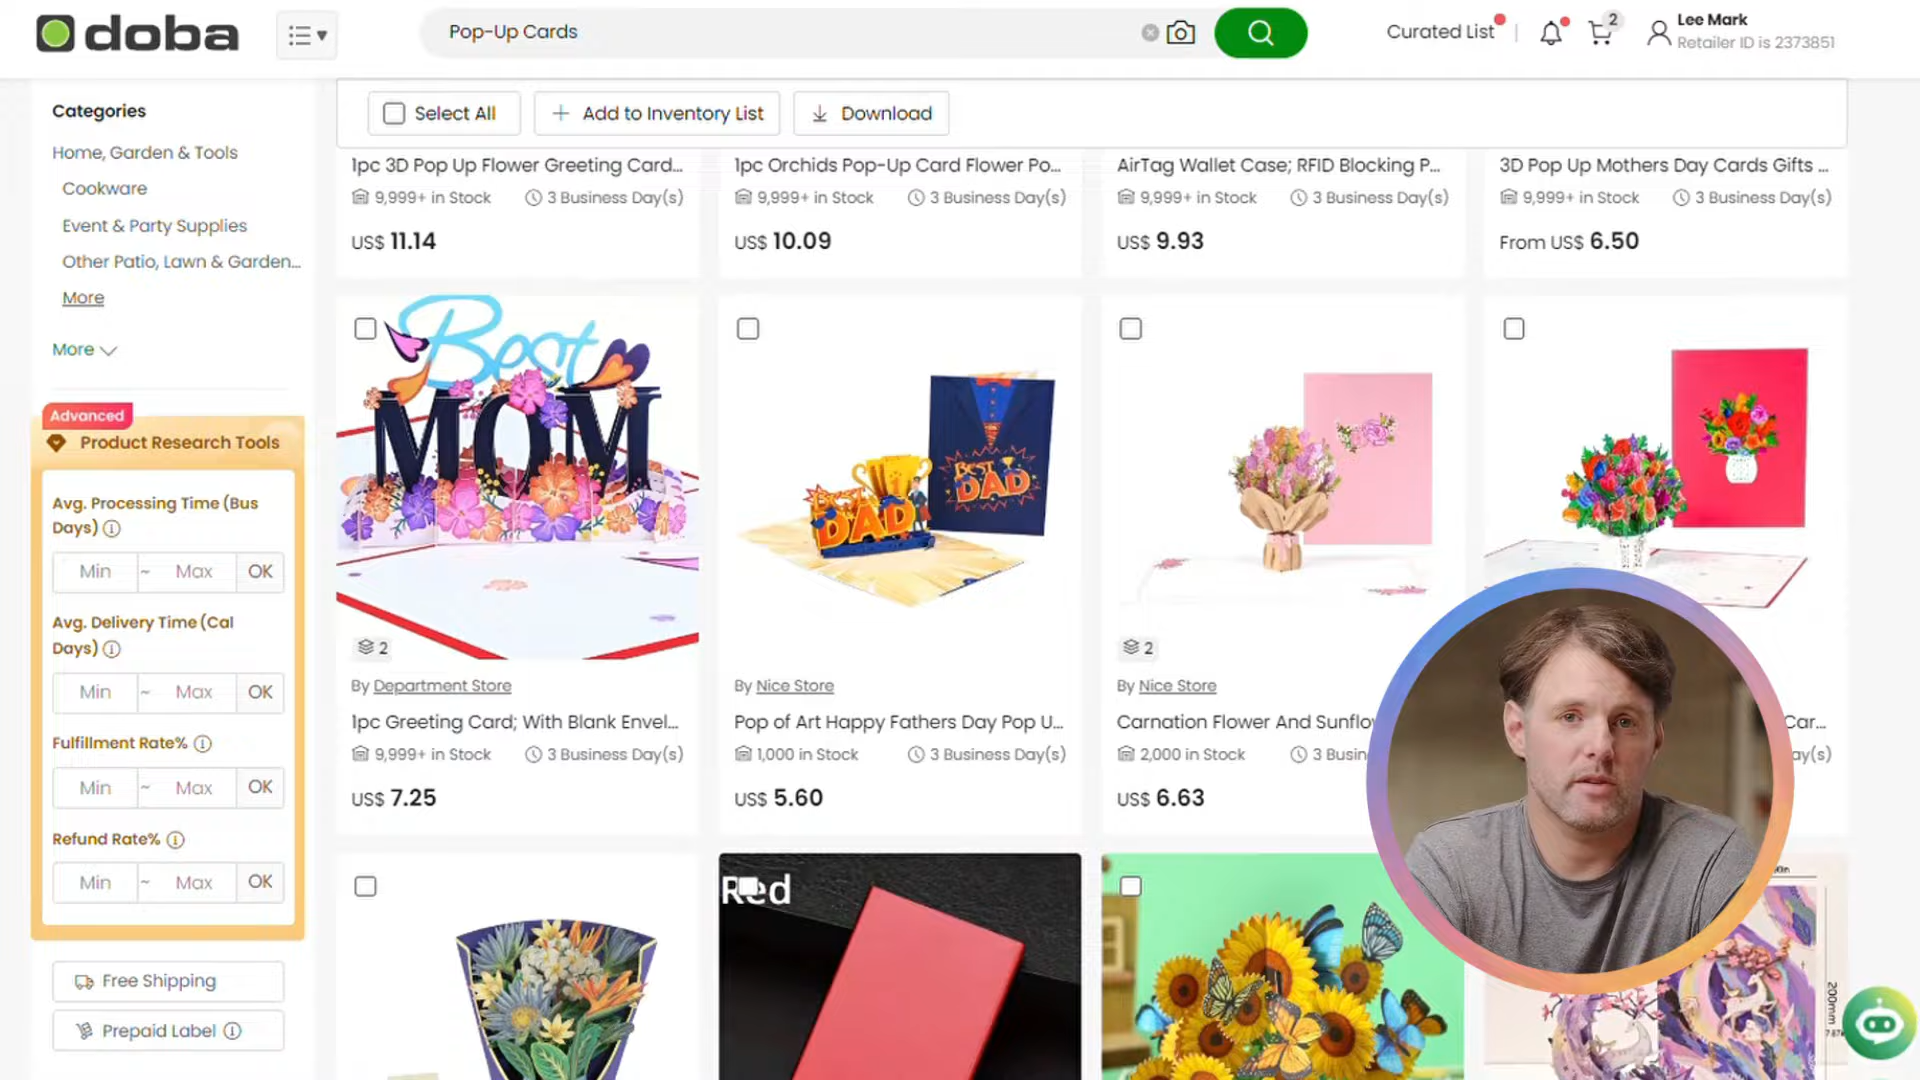 doba
Pop-Up Cards
Curated List
2
Lee Mark
Retailer ID is 2373851
Categories
Home, Garden & Tools
Cookware
Event & Party Supplies
Other Patio, Lawn & Garden...
More
More
Advanced
Product Research Tools
Avg. Processing Time (Bus
Days)
Min ~ Max OK
Avg. Delivery Time (Cal
Days)
Min ~ Max OK
Fulfillment Rate%
Min ~ Max OK
Refund Rate%
Min ~ Max OK
Free Shipping
Prepaid Label
Select All
Add to Inventory List
Download
1pc 3D Pop Up Flower Greeting Card...
9,999+ in Stock 3 Business Day(s)
US$ 11.14
1pc Orchids Pop-Up Card Flower Po...
9,999+ in Stock 3 Business Day(s)
US$ 10.09
AirTag Wallet Case; RFID Blocking P...
9,999+ in Stock 3 Business Day(s)
US$ 9.93
3D Pop Up Mothers Day Cards Gifts ...
9,999+ in Stock 3 Business Day(s)
From US$ 6.50
Best
MOM
2
By Department Store
1pc Greeting Card; With Blank Envel...
9,999+ in Stock 3 Business Day(s)
US$ 7.25
BEST
DAD
BEST
DAD
By Nice Store
Pop of Art Happy Fathers Day Pop U...
1,000 in Stock 3 Business Day(s)
US$ 5.60
2
By Nice Store
Carnation Flower And Sunflo
2,000 in Stock 3 Busin
US$ 6.63
Car...
ay(s)
Red
200mm